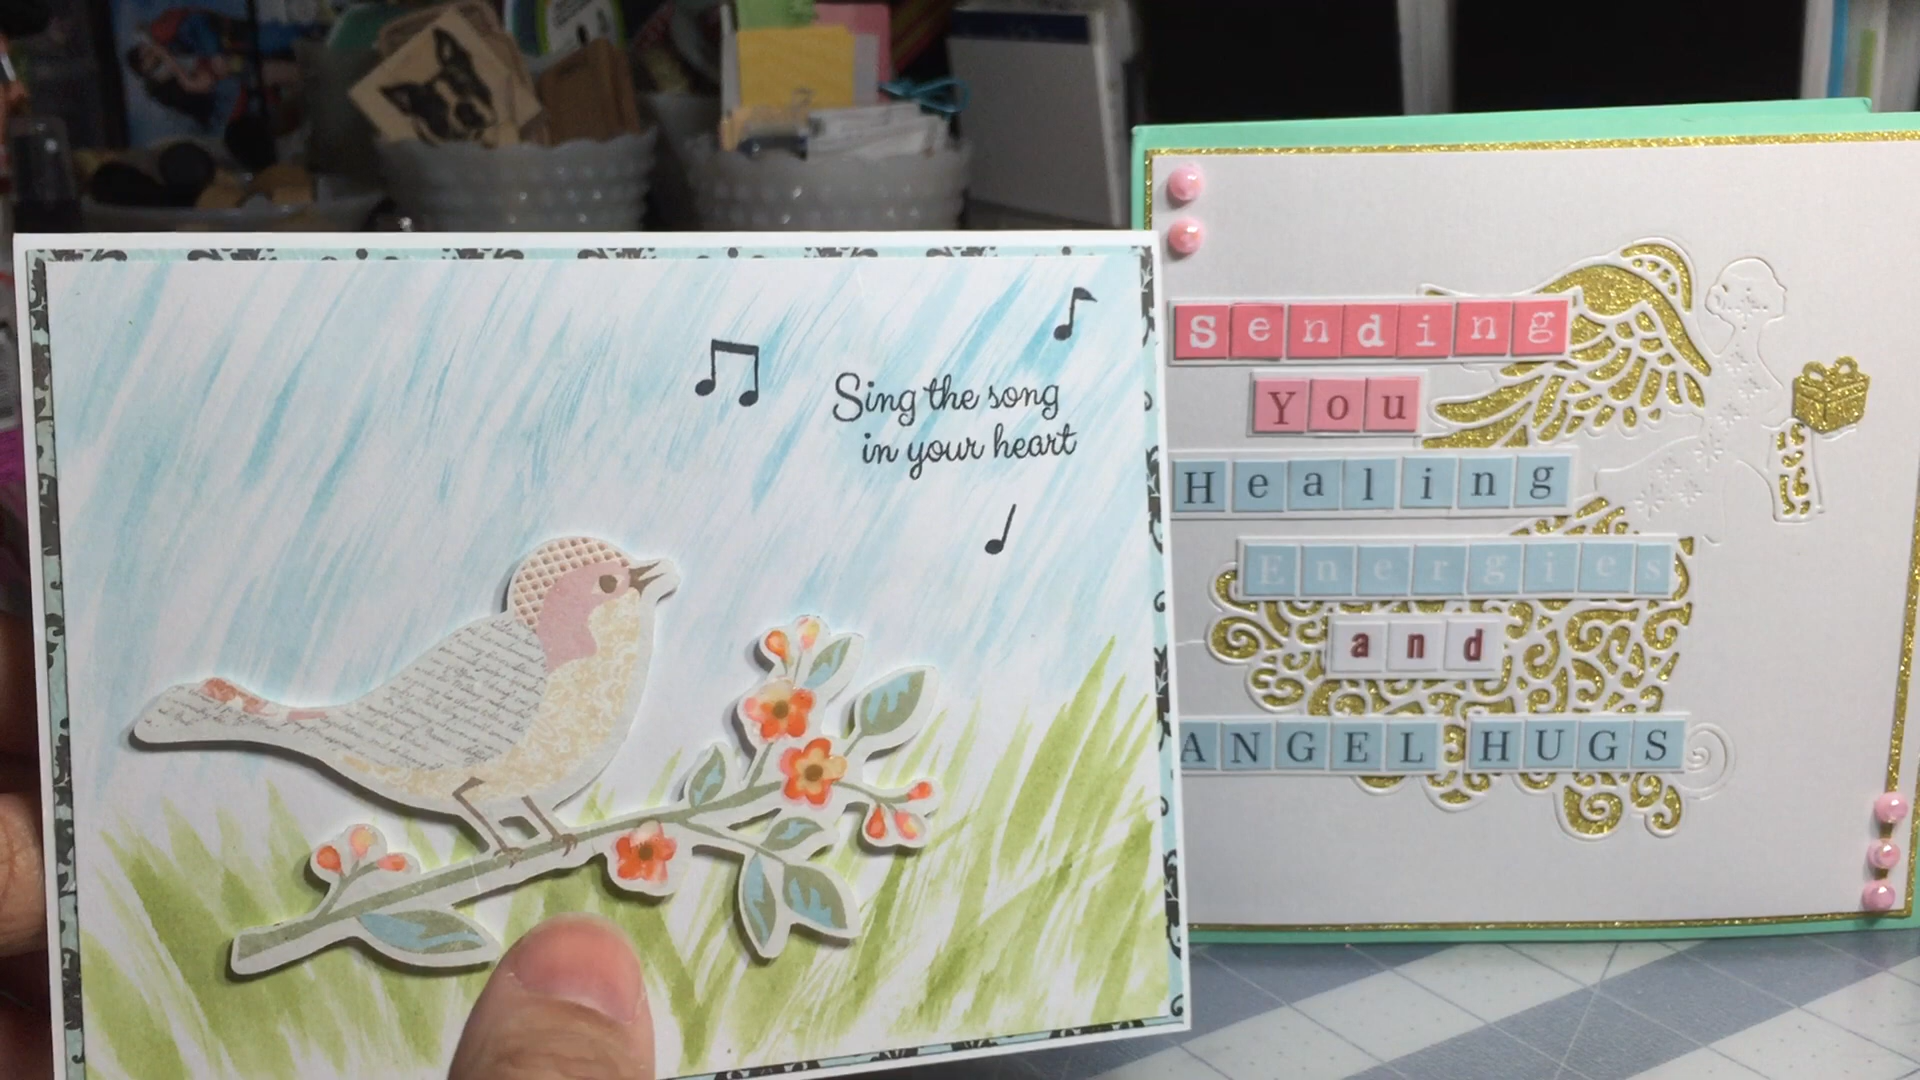 Sing the song
in your heart
Sending
You
Healing
Energies
and
ANGEL HUGS